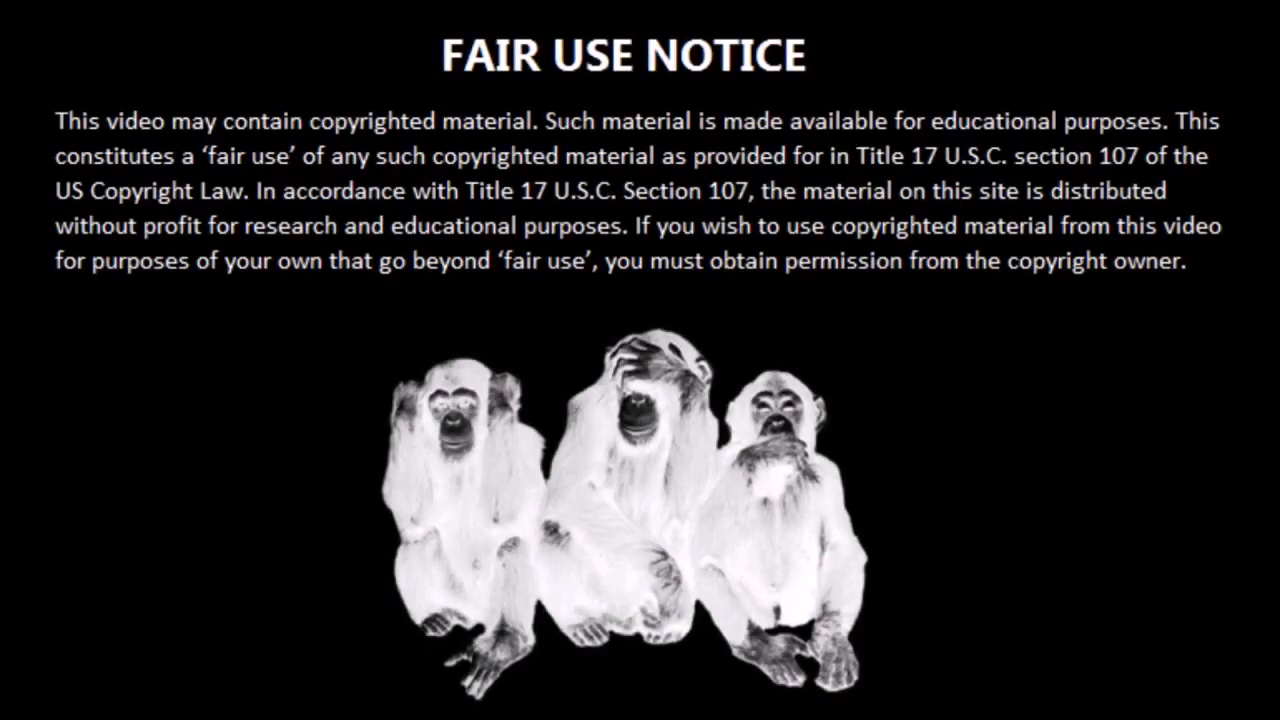 FAIR USE NOTICE
This video may contain copyrighted material. Such material is made available for educational purposes. This
constitutes a ‘fair use’ of any such copyrighted material as provided for in Title 17 U.S.C. section 107 of the
US Copyright Law. In accordance with Title 17 U.S.C. Section 107, the material on this site is distributed
without profit for research and educational purposes. If you wish to use copyrighted material from this video
for purposes of your own that go beyond ‘fair use’, you must obtain permission from the copyright owner.